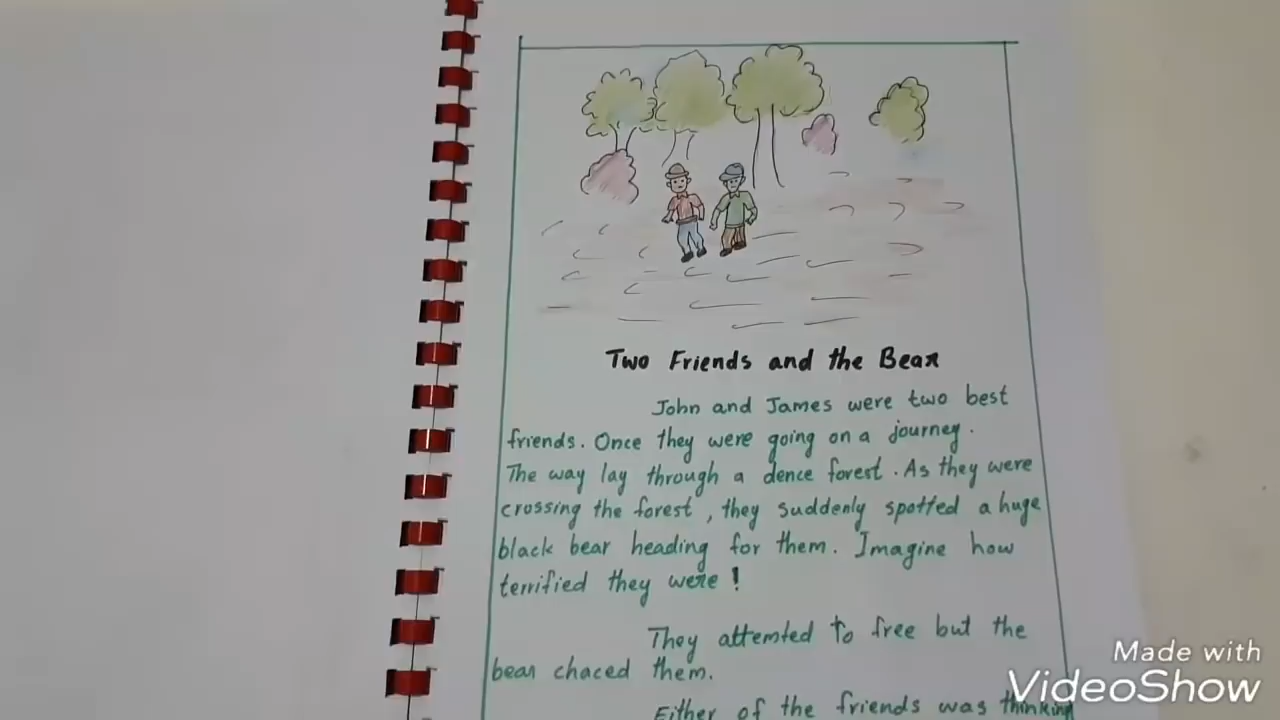 Two Friends and the Bear
John and James were two best
friends. Once they were going on a journey.
The way lay through a dence forest. As they were
crossing the forest, they suddenly spotted a huge
black bear heading for them. Imagine how
terrified they were!
They attemted to free but the
bear chaced them.
Either of the friends was thinking
Made with
VideoShow